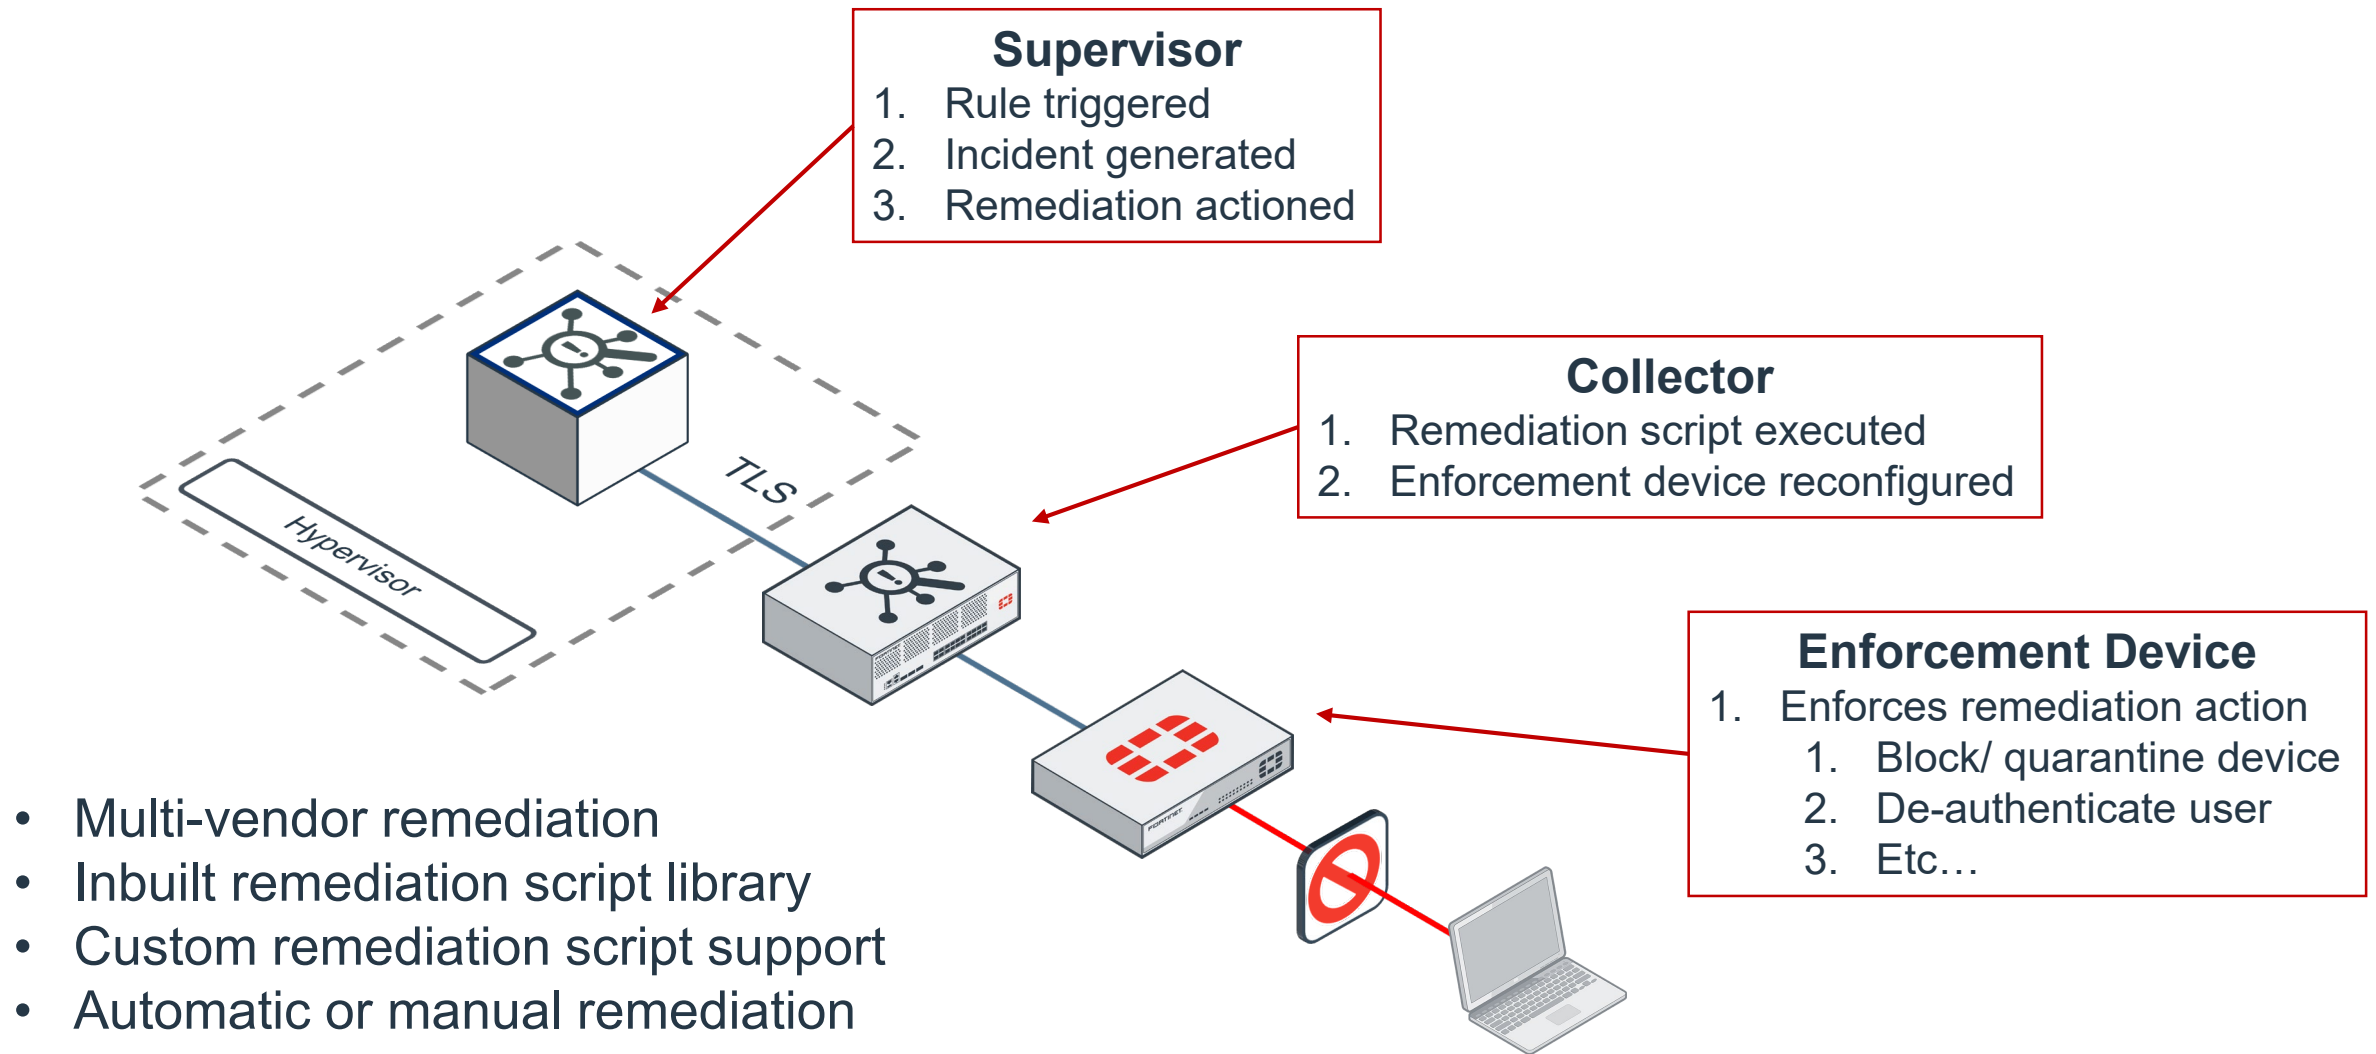 Supervisor
1. Rule triggered
2. Incident generated
3. Remediation actioned
TLS
Hypervisor
Collector
1. Remediation script executed
2. Enforcement device reconfigured
FORTINET
FORTINET
Enforcement Device
1. Enforces remediation action
1. Block/ quarantine device
2. De-authenticate user
3. Etc…
• Multi-vendor remediation
• Inbuilt remediation script library
• Custom remediation script support
• Automatic or manual remediation